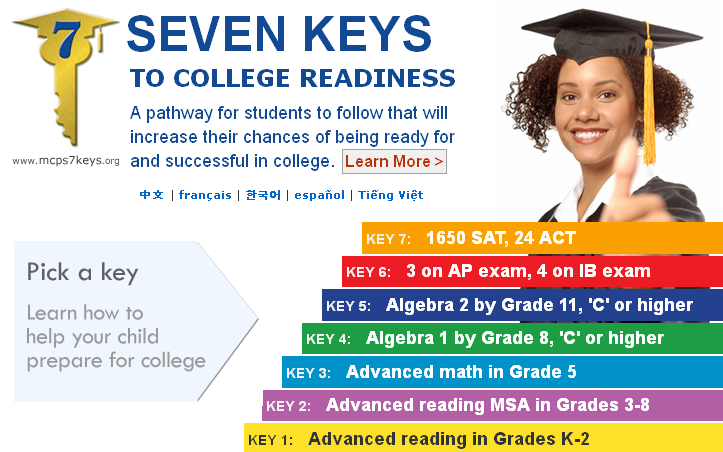 7
SEVEN KEYS
TO COLLEGE READINESS
A pathway for students to follow that will
increase their chances of being ready for
and successful in college. Learn More >
www.mcps7keys.org
中文 | français | 한국어 | español | Tiếng Việt
Pick a key
Learn how to
help your child
prepare for college
KEY 7: 1650 SAT, 24 ACT
KEY 6: 3 on AP exam, 4 on IB exam
KEY 5: Algebra 2 by Grade 11, 'C' or higher
KEY 4: Algebra 1 by Grade 8, 'C' or higher
KEY 3: Advanced math in Grade 5
KEY 2: Advanced reading MSA in Grades 3-8
KEY 1: Advanced reading in Grades K-2